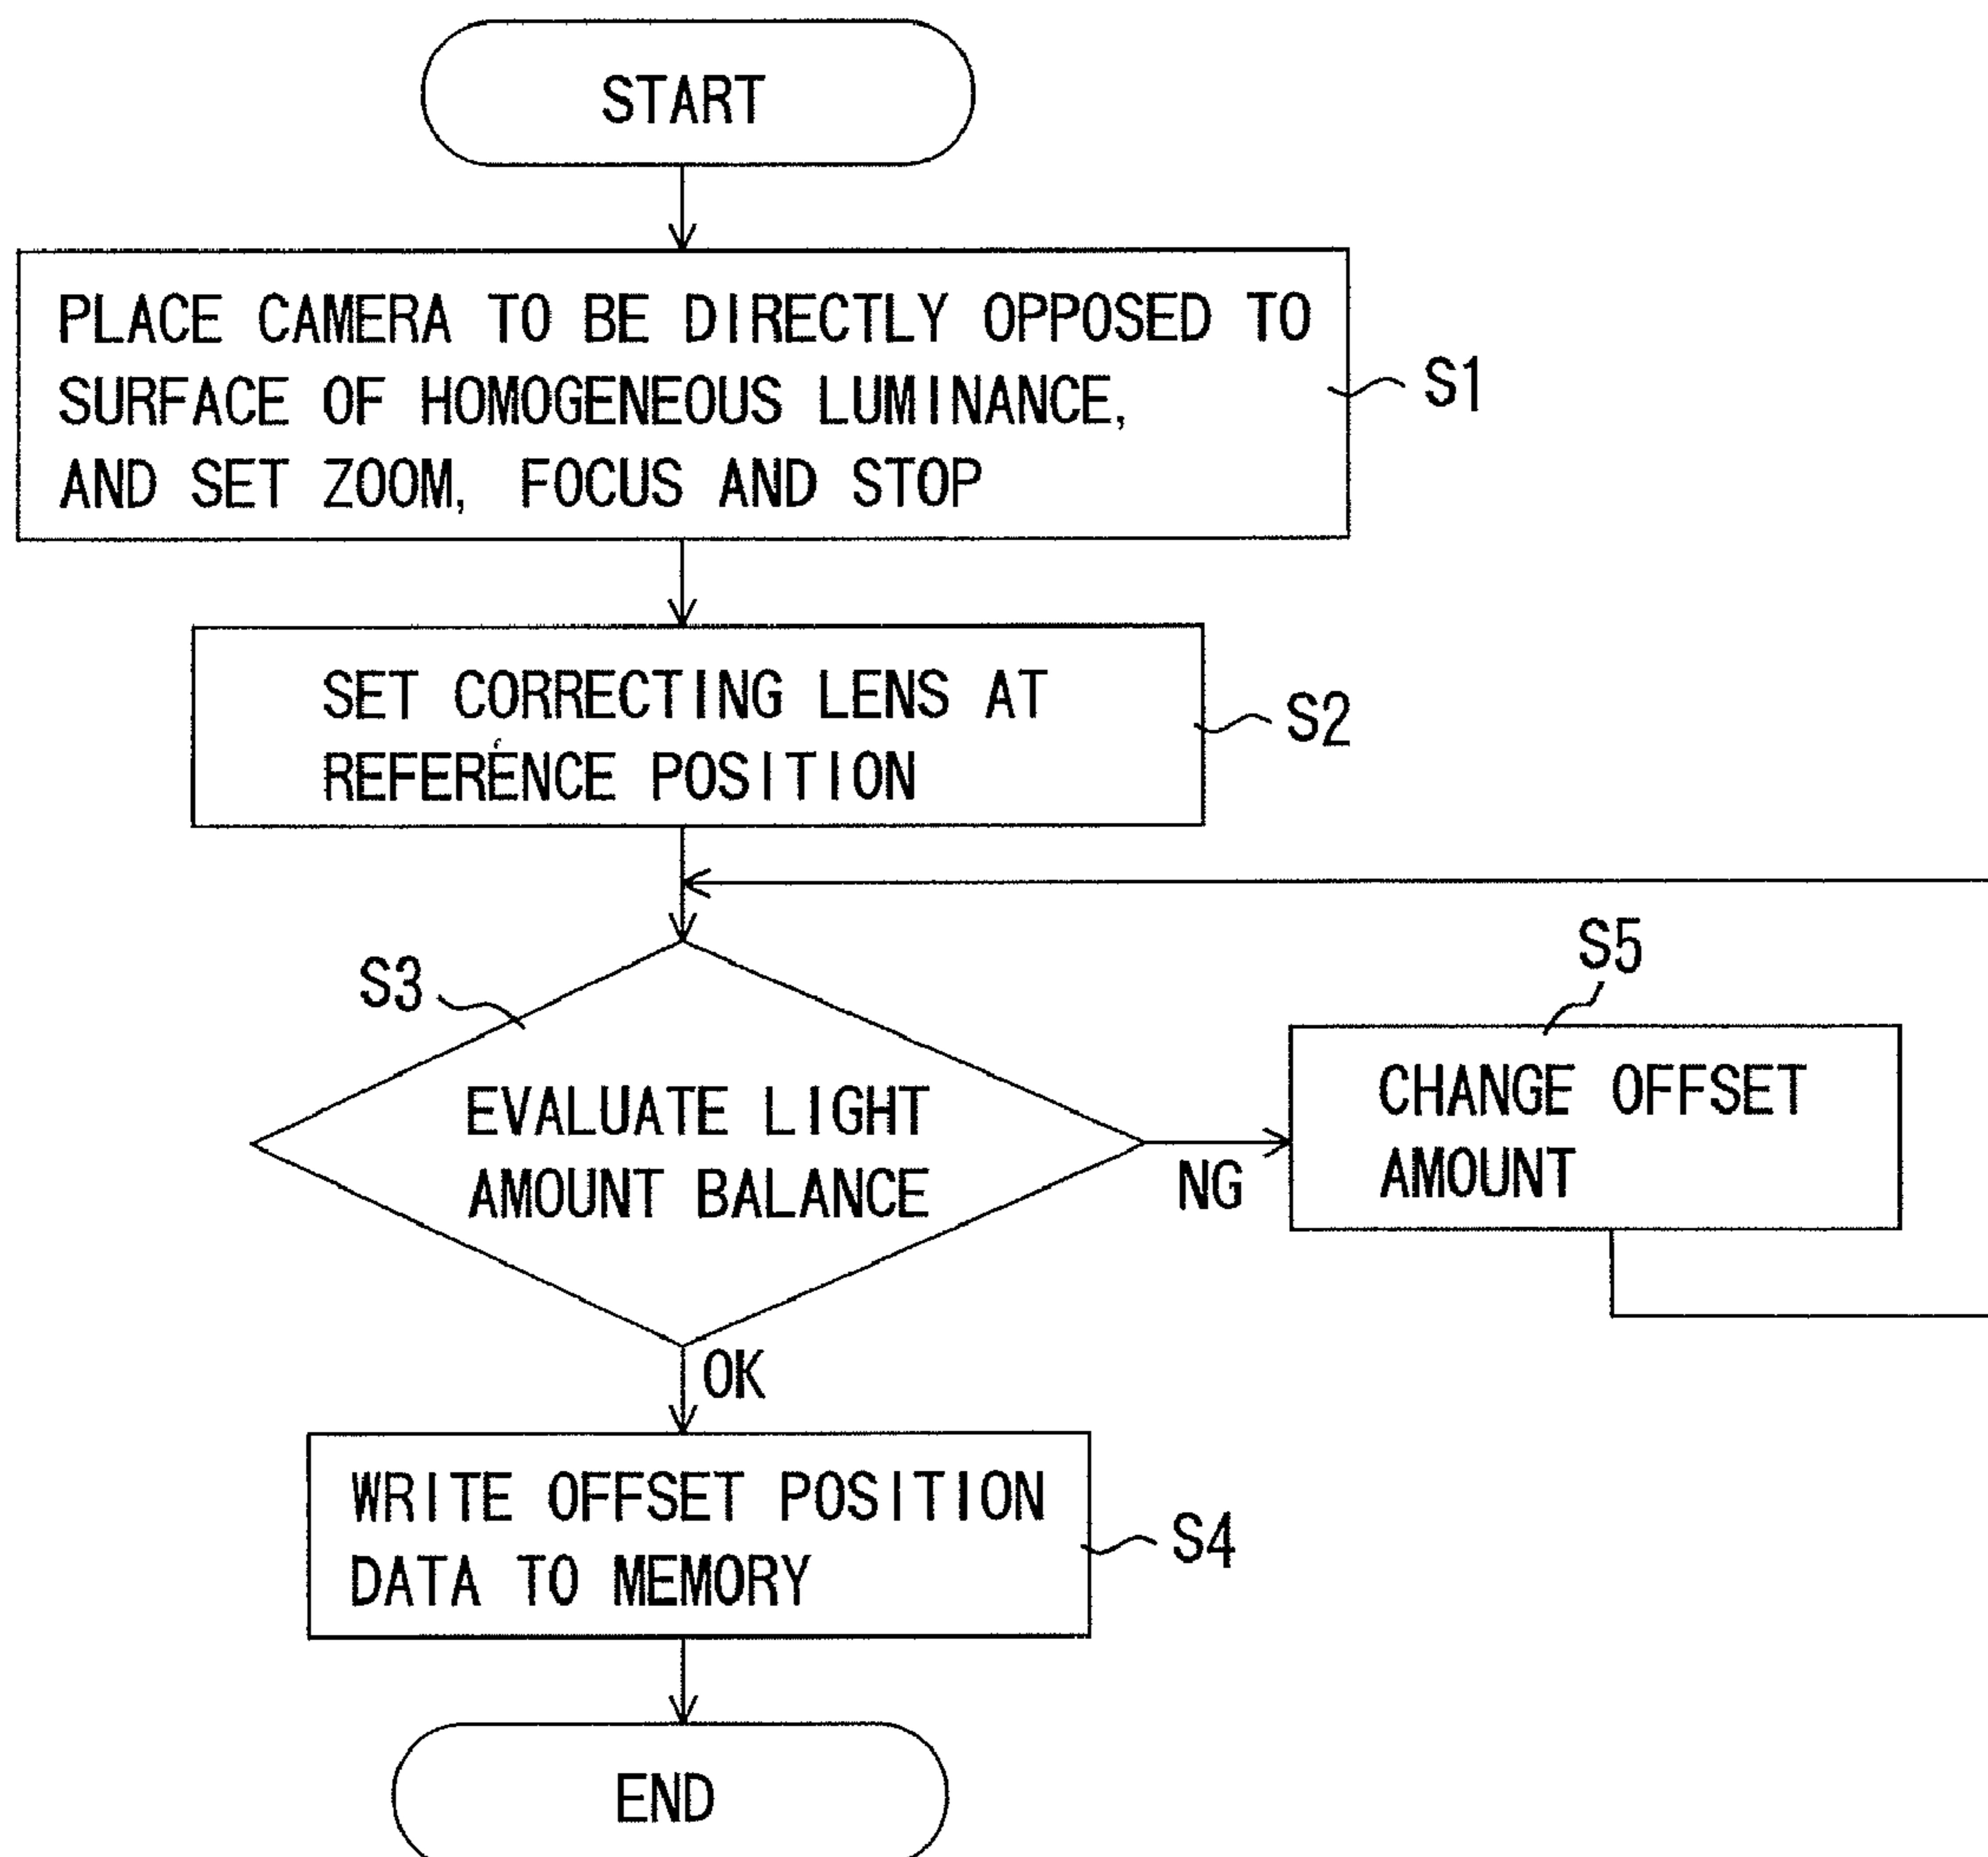 START
PLACE CAMERA TO BE DIRECTLY OPPOSED TO
SURFACE OF HOMOGENEOUS LUMINANCE,
AND SET ZOOM, FOCUS AND STOP
S1
SET CORRECTING LENS AT
REFERENCE POSITION
S2
S3
EVALUATE LIGHT
AMOUNT BALANCE
NG
S5
CHANGE OFFSET
AMOUNT
OK
WRITE OFFSET POSITION
DATA TO MEMORY
S4
END